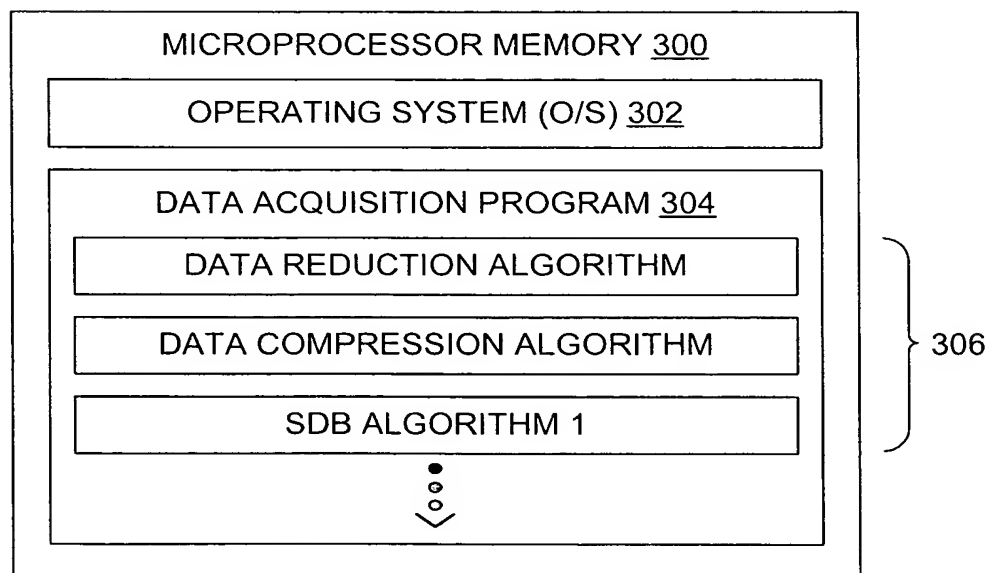 MICROPROCESSOR MEMORY 300
OPERATING SYSTEM (O/S) 302
DATA ACQUISITION PROGRAM 304
DATA REDUCTION ALGORITHM
DATA COMPRESSION ALGORITHM
306
SDB ALGORITHM 1